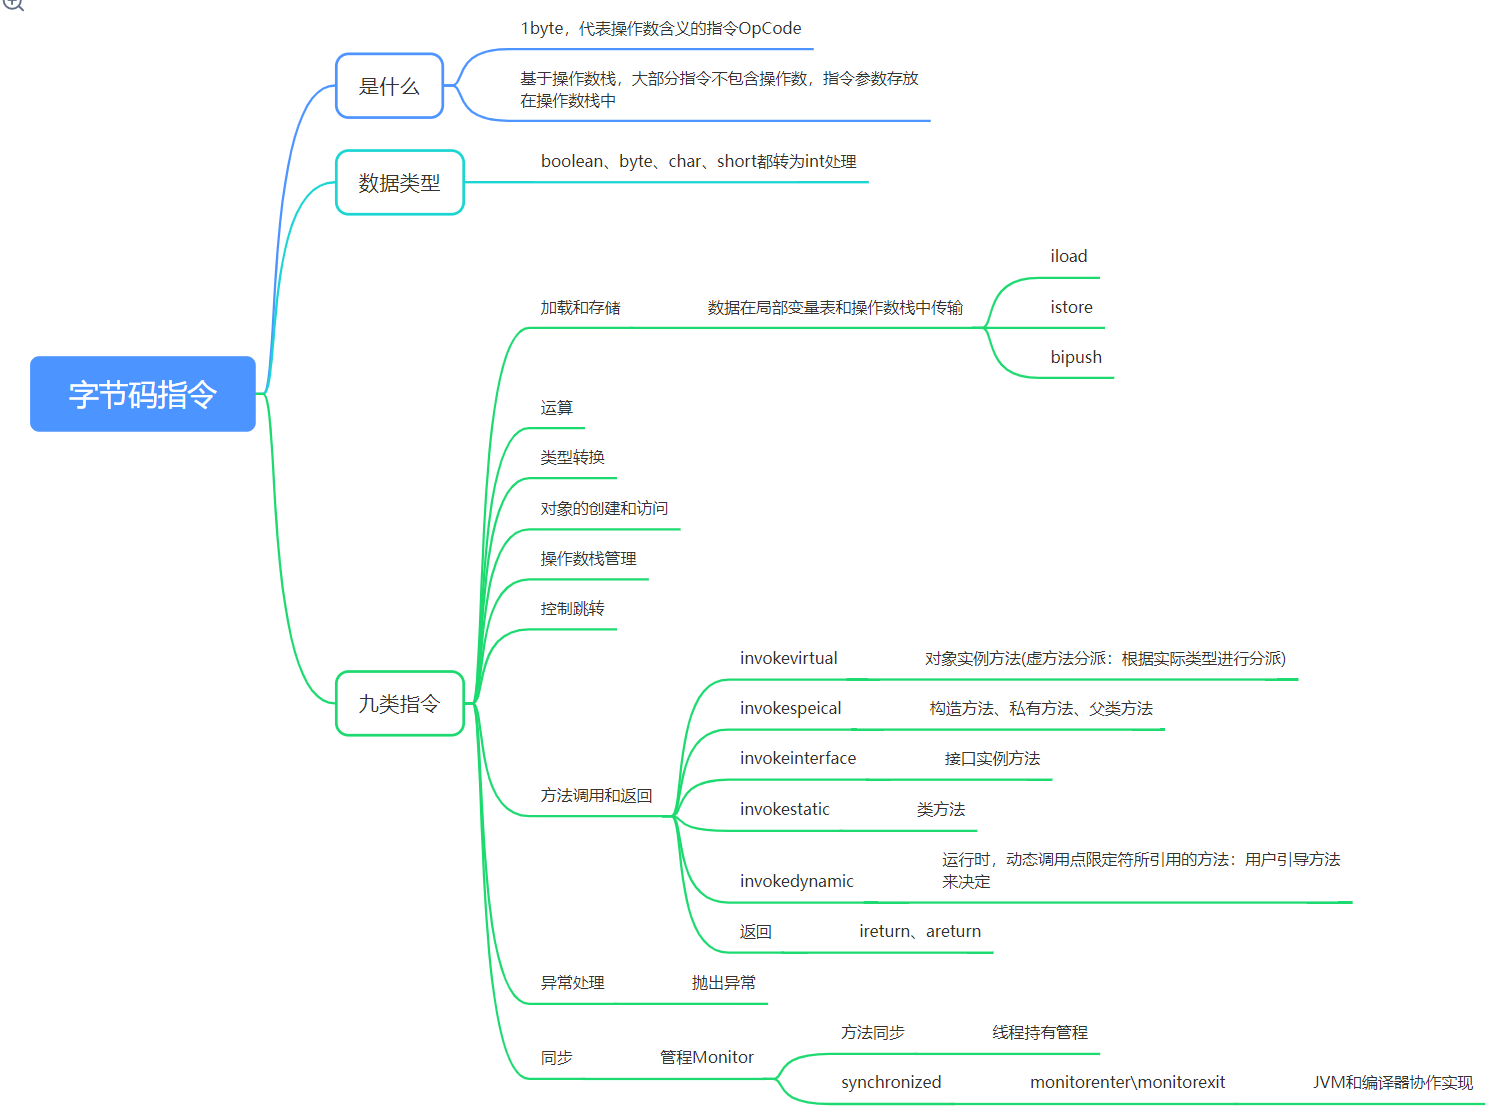 1byte，代表操作数含义的指令OpCode
是什么
基于操作数栈，大部分指令不包含操作数，指令参数存放
在操作数栈中
数据类型
boolean、byte、char、short都转为int处理
字节码指令
九类指令
加载和存储
数据在局部变量表和操作数栈中传输
iload
istore
bipush
运算
类型转换
对象的创建和访问
操作数栈管理
控制跳转
方法调用和返回
invokevirtual
对象实例方法(虚方法分派：根据实际类型进行分派)
invokespeical
构造方法、私有方法、父类方法
invokeinterface
接口实例方法
invokestatic
类方法
invokedynamic
运行时，动态调用点限定符所引用的方法：用户引导方法
来决定
返回
ireturn、areturn
异常处理
抛出异常
同步
管程Monitor
方法同步
线程持有管程
synchronized
monitorenter\monitorexit
JVM和编译器协作实现